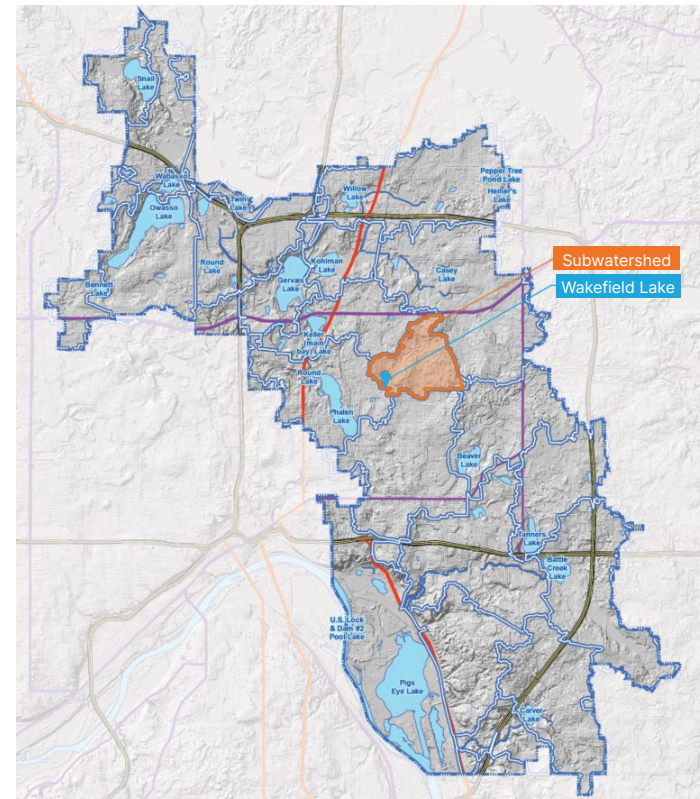 Snail
Lake
Wabasso
Lake
Owasso
Lake
Twin
Lake
Willow
Lake
Pepper Tree
Pond Lake
Heiner's
Lake
Round
Lake
Kohlman
Lake
Gervais
Lake
Casey
Lake
Bennett
Lake
Subwatershed
Wakefield Lake
Keller
(main
bay) Lake
Round
Lake
Phalen
Lake
Beaver
Lake
Tanners
Lake
Battle
Creek
Lake
U.S. Lock
& Dam #2
Pool Lake
Pigs
Eye Lake
Carver
Lake